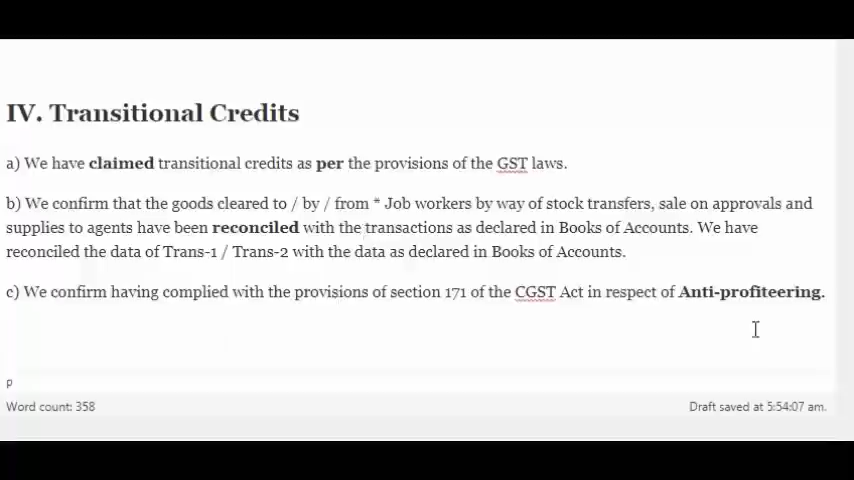 IV. Transitional Credits
a) We have claimed transitional credits as per the provisions of the GST laws.
b) We confirm that the goods cleared to / by / from * Job workers by way of stock transfers, sale on approvals and
supplies to agents have been reconciled with the transactions as declared in Books of Accounts. We have
reconciled the data of Trans-1 / Trans-2 with the data as declared in Books of Accounts.
c) We confirm having complied with the provisions of section 171 of the CGST Act in respect of Anti-profiteering.
p
Word count: 358
Draft saved at 5:54:07 am.